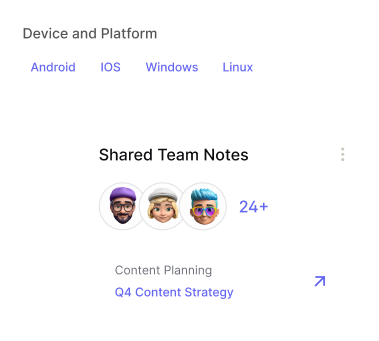 Device and Platform
Android IOS Windows Linux
Shared Team Notes
24+
Content Planning
Q4 Content Strategy